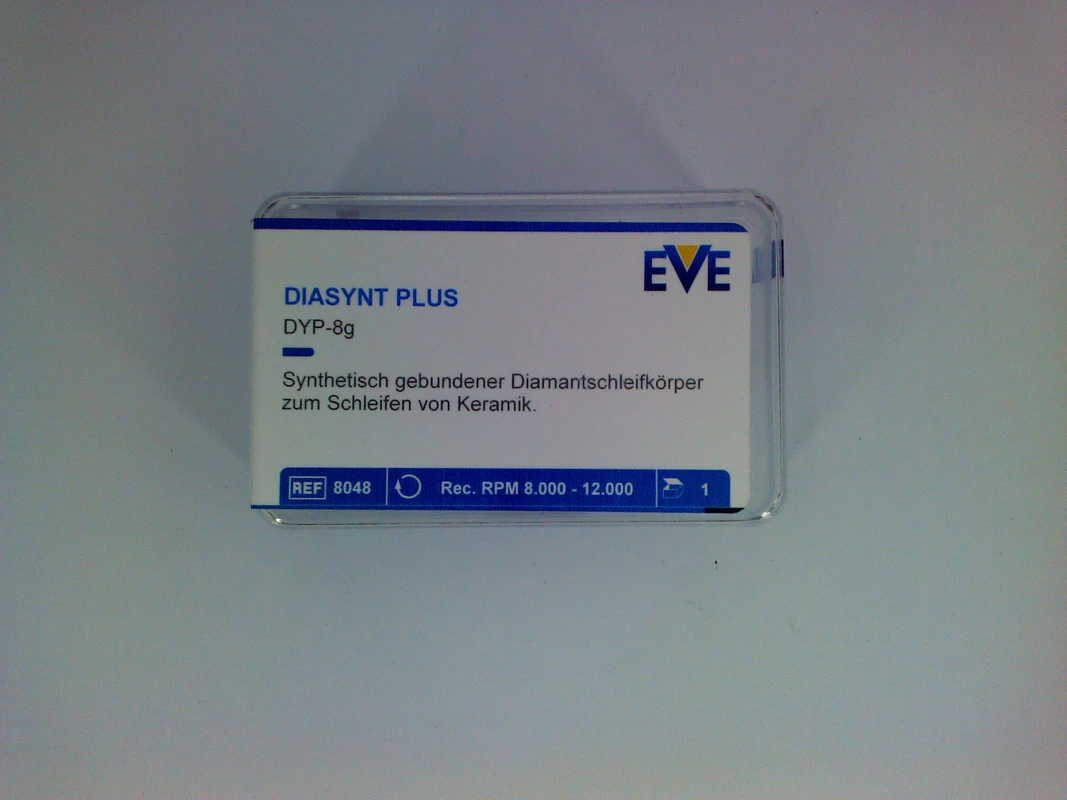 EVE
DIASYNT PLUS
DYP-8g
Synthetisch gebundener Diamantschleifkörper
zum Schleifen von Keramik.
REF 8048 Rec. RPM 8.000 - 12.000 1